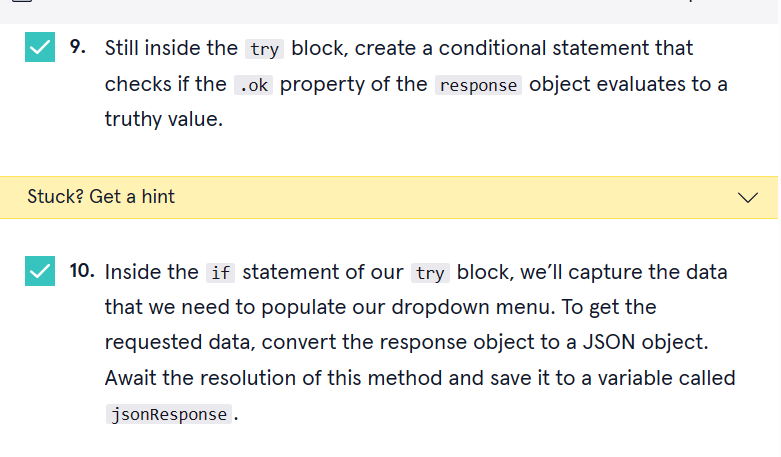 9. Still inside the try block, create a conditional statement that
checks if the .ok property of the response object evaluates to a
truthy value.
Stuck? Get a hint
10. Inside the if statement of our try block, we’ll capture the data
that we need to populate our dropdown menu. To get the
requested data, convert the response object to a JSON object.
Await the resolution of this method and save it to a variable called
jsonResponse.